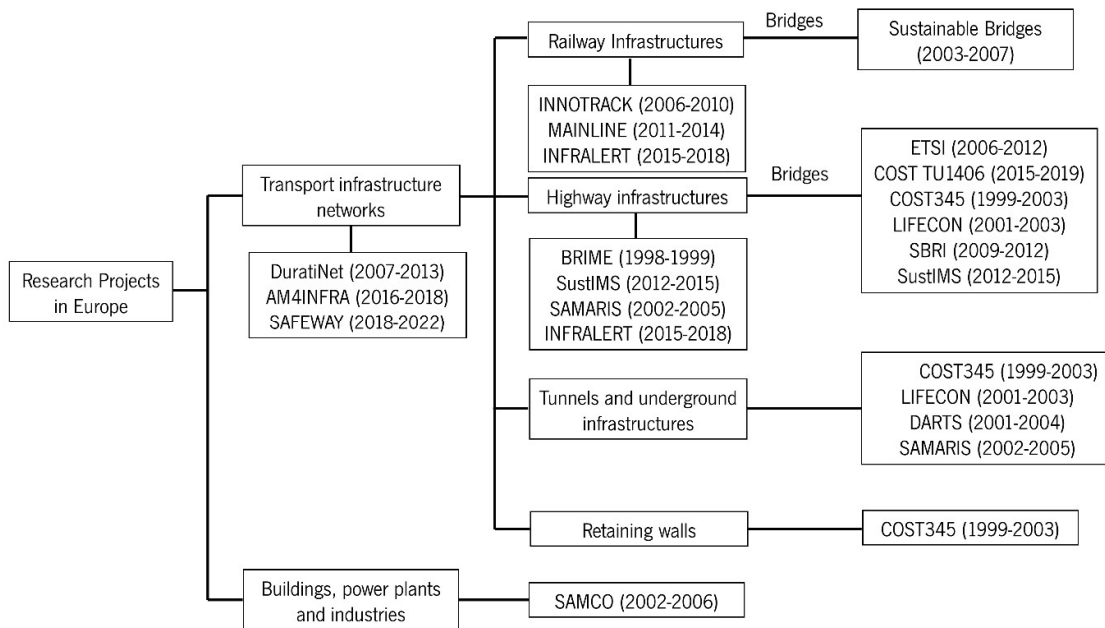 Research Projects
in Europe
Transport infrastructure
networks
DuratiNet (2007-2013)
AM4INFRA (2016-2018)
SAFEWAY (2018-2022)
Railway Infrastructures
Bridges
Sustainable Bridges
(2003-2007)
INNOTRACK (2006-2010)
MAINLINE (2011-2014)
INFRALERT (2015-2018)
Highway infrastructures
Bridges
ETSI (2006-2012)
COST TU1406 (2015-2019)
COST345 (1999-2003)
LIFECON (2001-2003)
SBRI (2009-2012)
SustIMS (2012-2015)
BRIME (1998-1999)
SustIMS (2012-2015)
SAMARIS (2002-2005)
INFRALERT (2015-2018)
Tunnels and underground
infrastructures
COST345 (1999-2003)
LIFECON (2001-2003)
DARTS (2001-2004)
SAMARIS (2002-2005)
Retaining walls
COST345 (1999-2003)
Buildings, power plants
and industries
SAMCO (2002-2006)